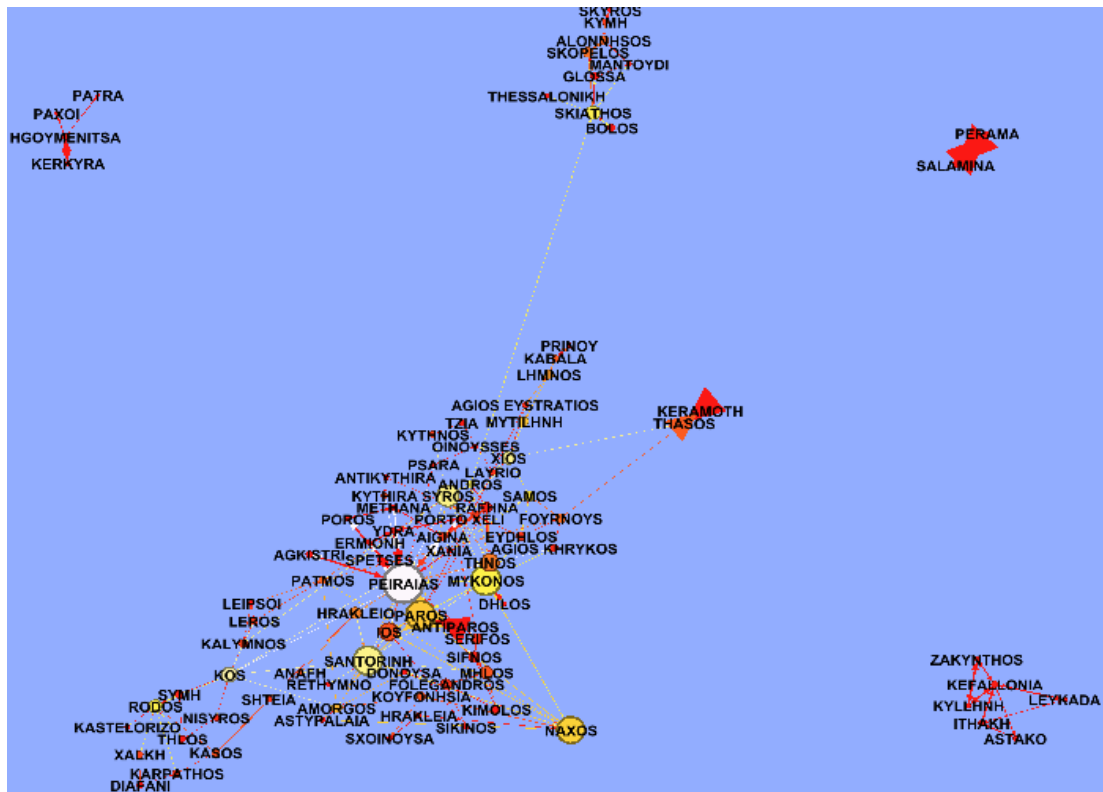 SKYROS
KYMH
ALONNHSOS
SKOPELOS
MANTOYDI
GLOSSA
THESSALONIKH
SKIATHOS
BOLOS
PATRA
PAXOI
HGOYMENITSA
KERKYRA
PERAMA
SALAMINA
PRINOY
KABALA
LHMNOS
AGIOS EYSTRATIOS
MYTILHNH
TZIA
KYTHNOS
OINOYSSES
XIOS
PSARA
LAYRIO
KERAMOTH
THASOS
ANTIKYTHIRA
ANDROS
KYTHIRA
SYROS
SAMOS
METHANA
RAFHNA
POROS
PORTO XELI
FOYRNOYS
YDRA
AIGINA
EYDHLOS
ERMIONH
XANIA
AGIOS KHRYKOS
AGKISTRI
SPETSES
THNOS
PATMOS
PEIRAIAS
MYKONOS
LEIPSOI
DHLOS
LEROS
HRAKLEIO
PAROS
IOS
ANTIPAROS
KALYMNOS
SERIFOS
SANTORINH
SIFNOS
KOS
ANAFH
DONOYSA
MHLOS
RETHYMNO
FOLEGANDROS
SYMH
SHTEIA
KOYFONHSIA
RODOS
AMORGOS
KIMOLOS
NISYROS
ASTYPALAIA
HRAKLEIA
KASTELORIZO
SIKINOS
NAXOS
THLOS
SXOINOYSA
XALKH
KASOS
KARPATHOS
DIAFANI
ZAKYNTHOS
KEFALLONIA
KYLLHNH
LEYKADA
ITHAKH
ASTAKO